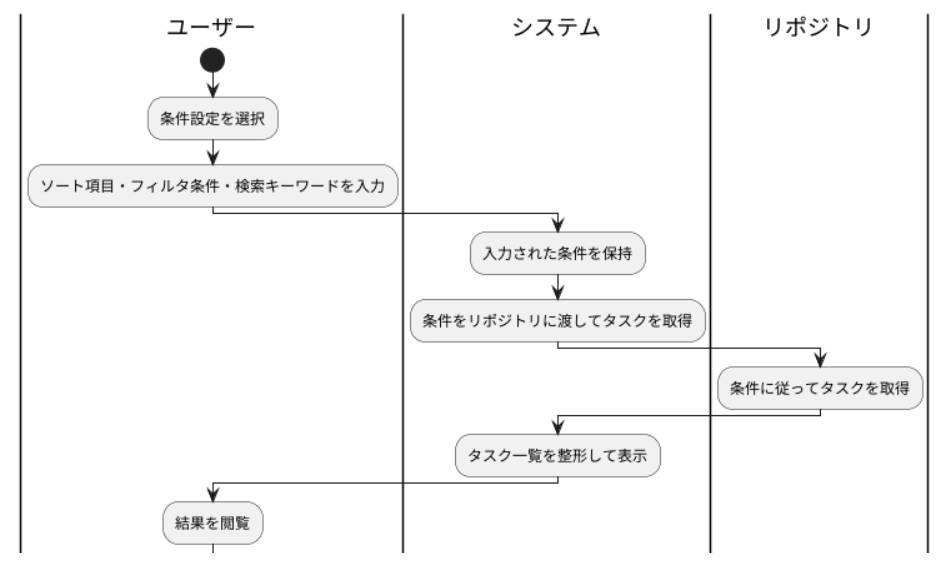 ユーザー
システム
リポジトリ
条件設定を選択
ソート項目・フィルタ条件・検索キーワードを入力
入力された条件を保持
条件をリポジトリに渡してタスクを取得
条件に従ってタスクを取得
タスク一覧を整形して表示
結果を閲覧